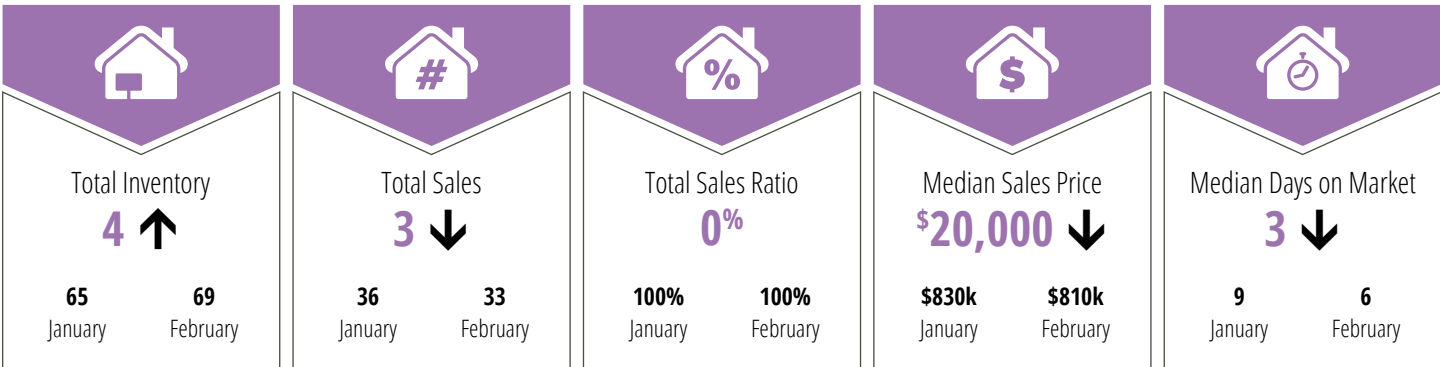 #
%
$
Total Inventory
4 ↑
65 69
January February
Total Sales
3 ↓
36 33
January February
Total Sales Ratio
0%
100% 100%
January February
Median Sales Price
$20,000 ↓
$830k $810k
January February
Median Days on Market
3 ↓
9 6
January February